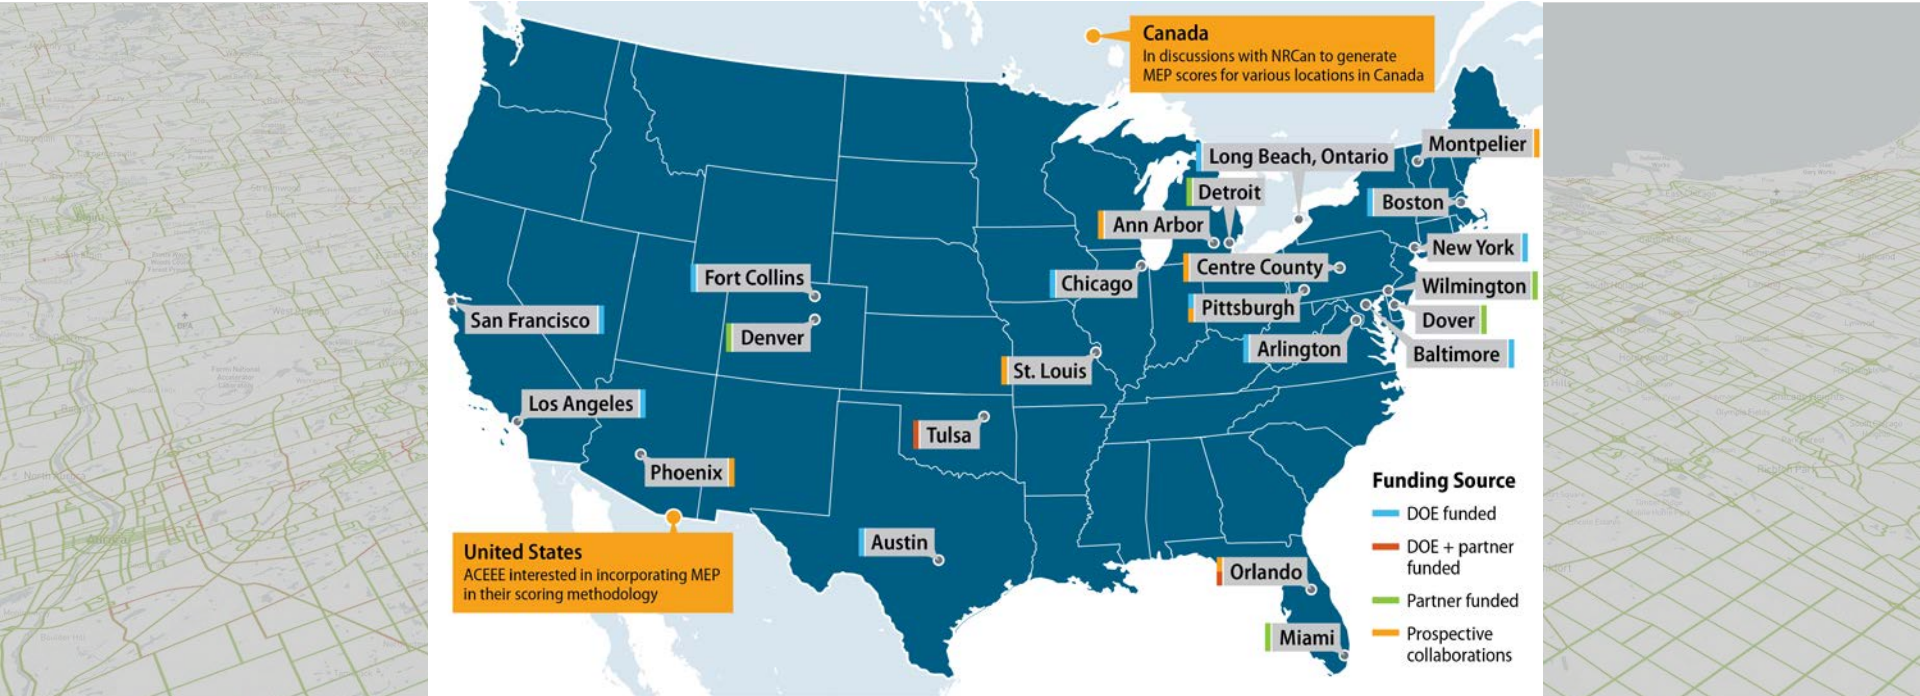 Canada
In discussions with NRCan to generate
MEP scores for various locations in Canada
Montpelier
Long Beach, Ontario
Detroit
Boston
Ann Arbor
New York
Centre County
Fort Collins
Chicago
Wilmington
Pittsburgh
San Francisco
Dover
Denver
Arlington
Baltimore
St. Louis
Los Angeles
Tulsa
Phoenix
Funding Source
DOE funded
DOE + partner
funded
Partner funded
Prospective
collaborations
United States
ACEEE interested in incorporating MEP
in their scoring methodology
Austin
Orlando
Miami